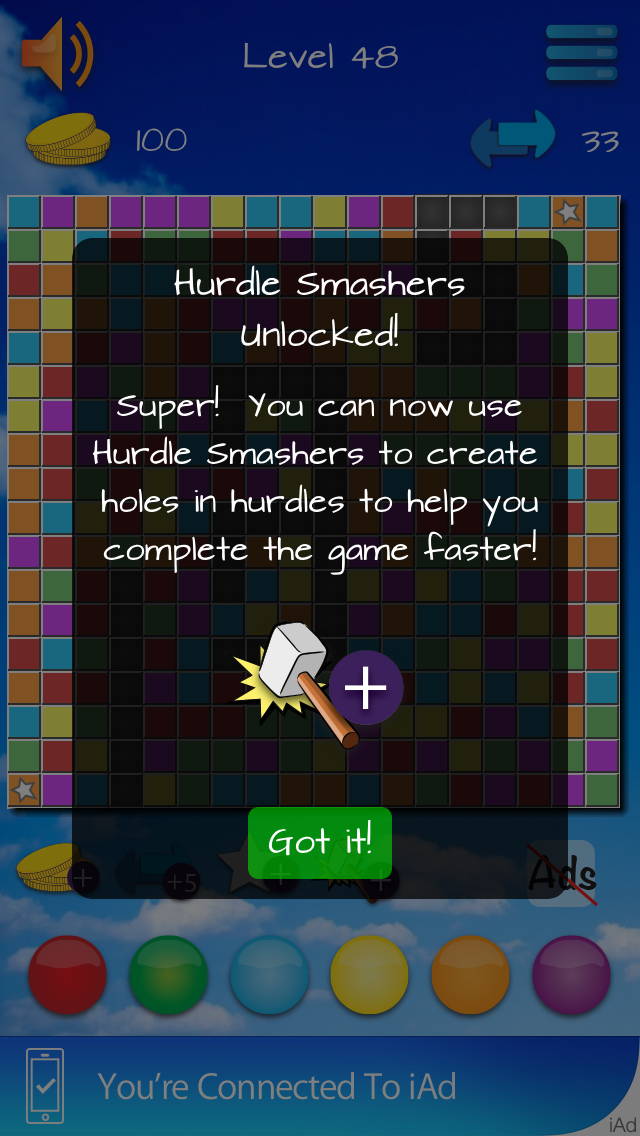 Level 48
100
33
Hurdle Smashers
Unlocked!
Super! You can now use
Hurdle Smashers to create
holes in hurdles to help you
complete the game faster!
+
Got it!
+
+5
+
+
Ads
You're Connected To iAd
iAd